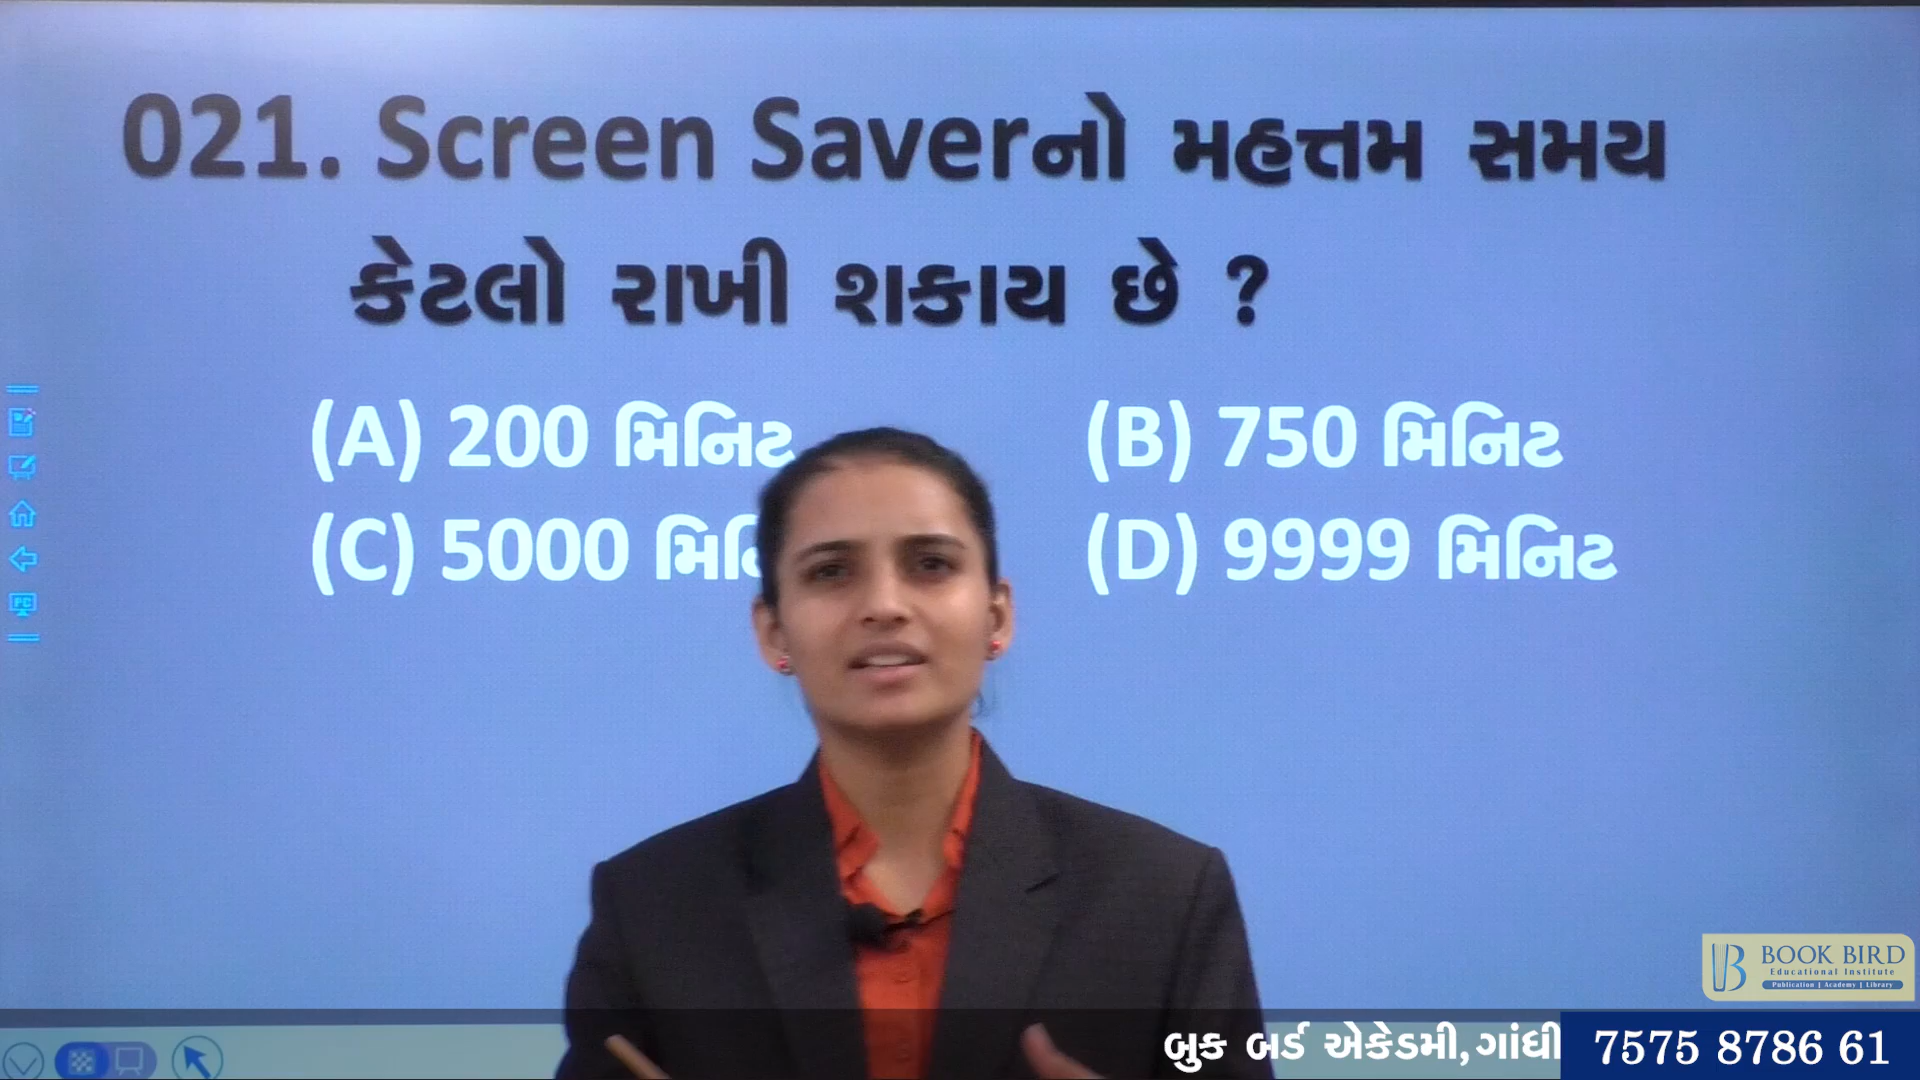 021. Screen Saverનો મહત્તમ સમય
કેટલો રાખી શકાય છે ?
(A) 200 મિનિટ (B) 750 મિનિટ
(C) 5000 (D) 9999 મિનિટ
BOOK BIRD
Educational Institute
Publication | Academy | Library
બુક બર્ડ એકેડમી, 7575 8786 61